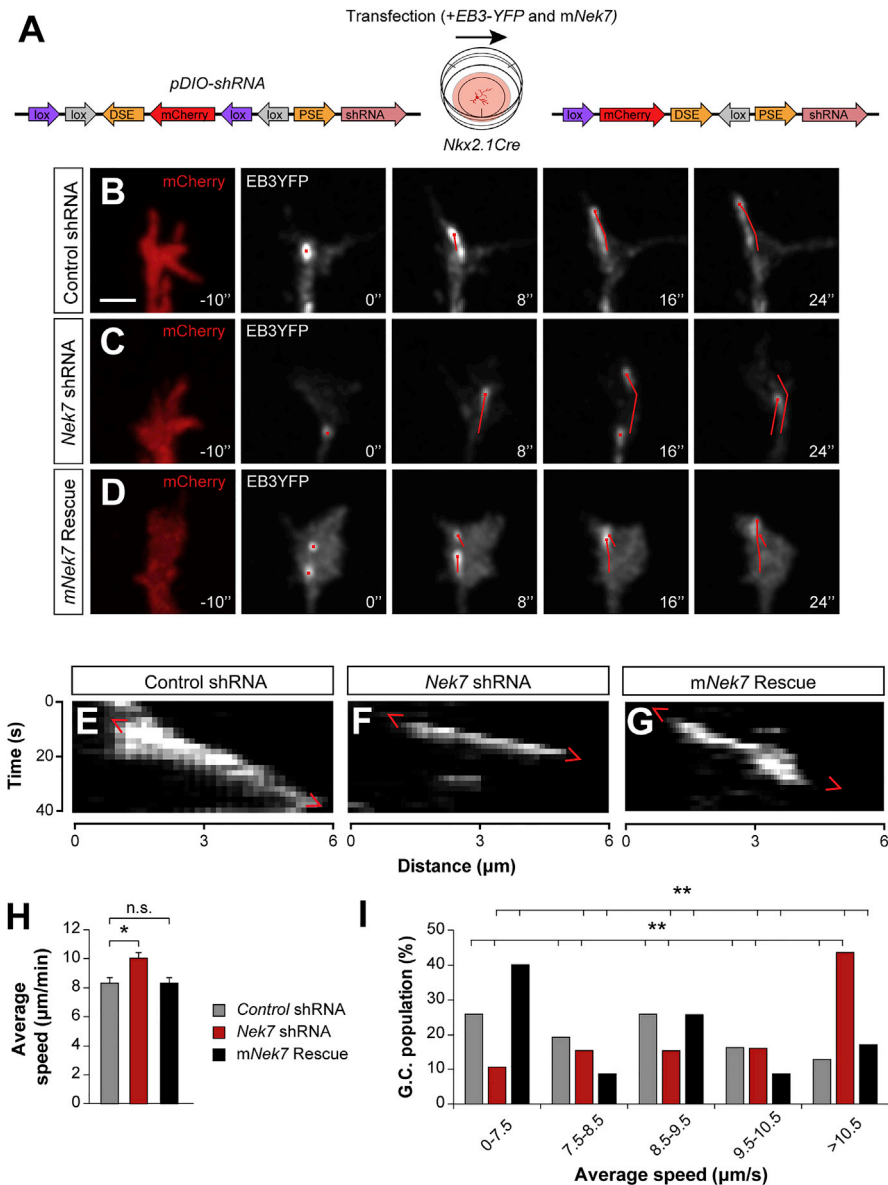 A
Transfection (+EB3-YFP and mNek7)
pDIO-shRNA
lox lox DSE mCherry lox lox PSE shRNA
Nkx2.1Cre
lox mCherry DSE lox PSE shRNA
Control shRNA
B
mCherry
EB3YFP
-10’’
0’’
8’’
16’’
24’’
Nek7 shRNA
C
mCherry
EB3YFP
-10’’
0’’
8’’
16’’
24’’
mNek7 Rescue
D
mCherry
EB3YFP
-10’’
0’’
8’’
16’’
24’’
Control shRNA
Nek7 shRNA
mNek7 Rescue
E
F
G
Time (s)
0
20
40
0 3 6
0 3 6
0 3 6
Distance (µm)
H
n.s.
*
Average speed (µm/min)
12
10
8
6
4
2
0
Control shRNA
Nek7 shRNA
mNek7 Rescue
I
**
**
G.C. population (%)
50
40
30
20
10
0
0-7.5
7.5-8.5
8.5-9.5
9.5-10.5
>10.5
Average speed (µm/s)